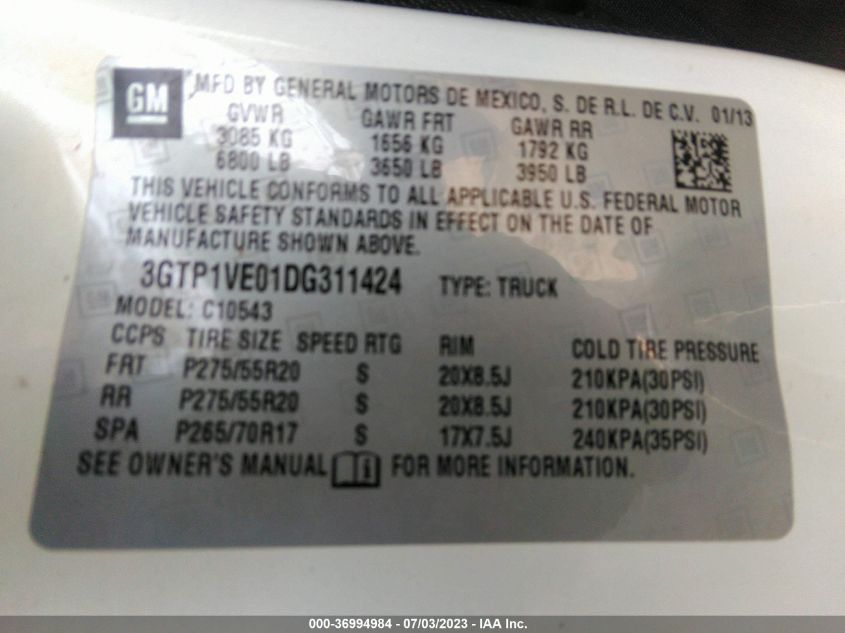 GM MFD BY GENERAL MOTORS DE MEXICO, S. DE R.L. DE C.V. 01/13
GVWR GAWR FRT GAWR RR
3085 KG 1656 KG 1792 KG
6800 LB 3650 LB 3950 LB
THIS VEHICLE CONFORMS TO ALL APPLICABLE U.S. FEDERAL MOTOR
VEHICLE SAFETY STANDARDS IN EFFECT ON THE DATE OF
MANUFACTURE SHOWN ABOVE.
3GTP1VE01DG311424 TYPE: TRUCK
MODEL: C10543
CCPS TIRE SIZE SPEED RTG RIM COLD TIRE PRESSURE
FRT P275/55R20 S 20X8.5J 210KPA(30PSI)
RR P275/55R20 S 20X8.5J 210KPA(30PSI)
SPA P265/70R17 S 17X7.5J 240KPA(35PSI)
SEE OWNER'S MANUAL FOR MORE INFORMATION.
000-36994984 - 07/03/2023 - IAA Inc.